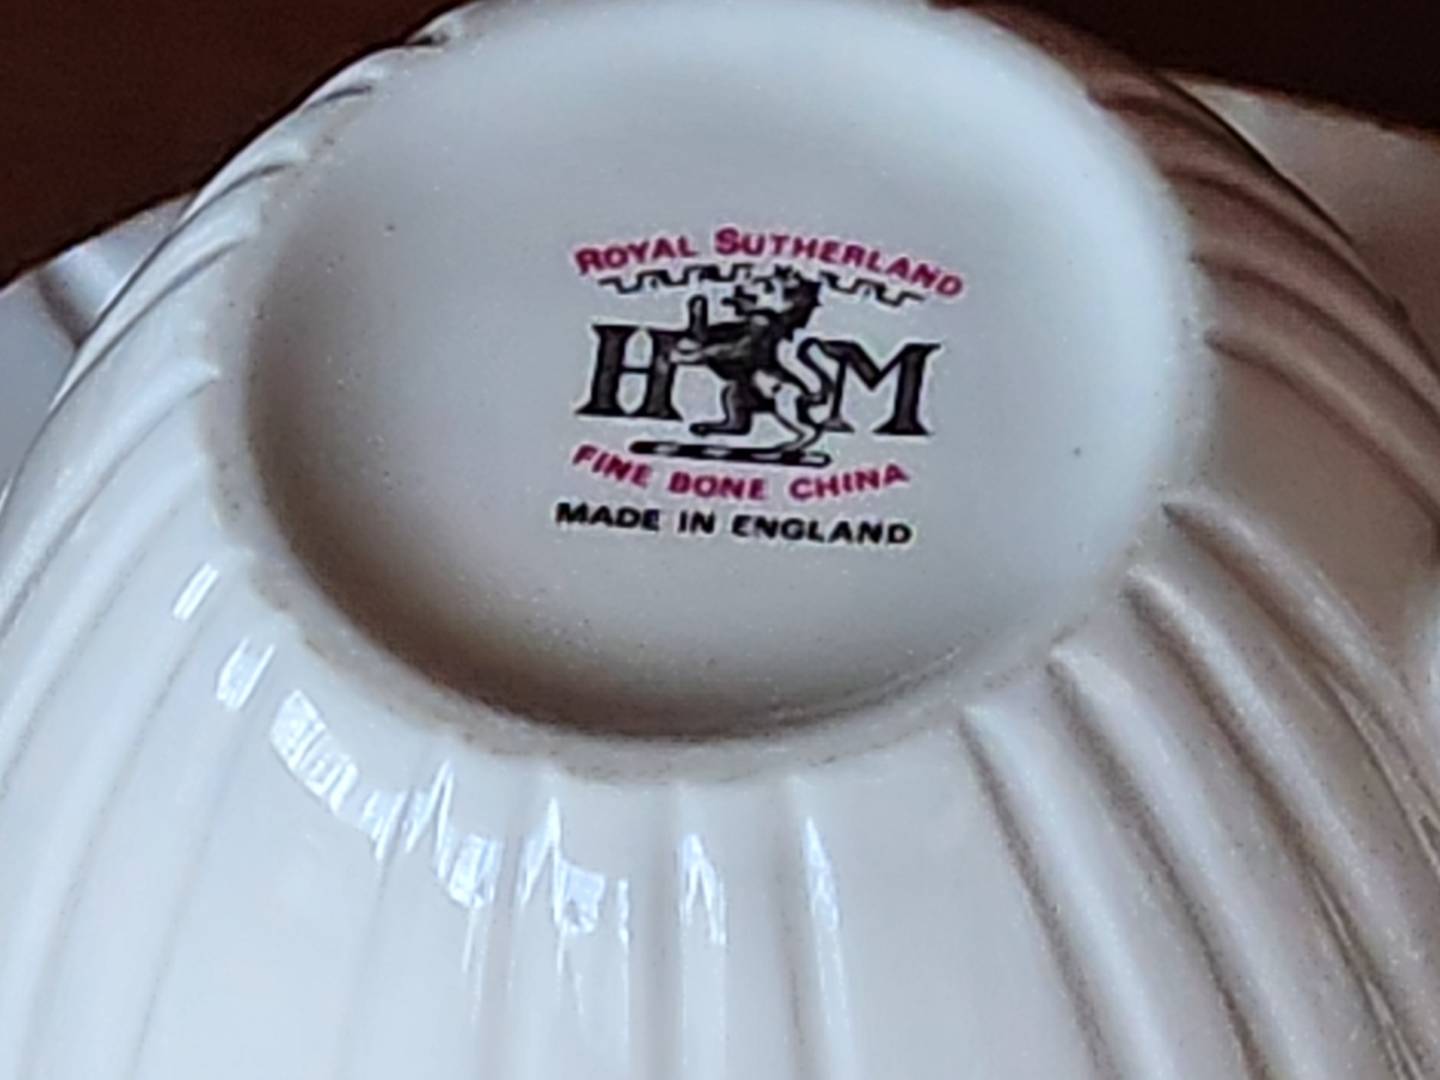 ROYAL SUTHERLAND
H M
FINE BONE CHINA
MADE IN ENGLAND